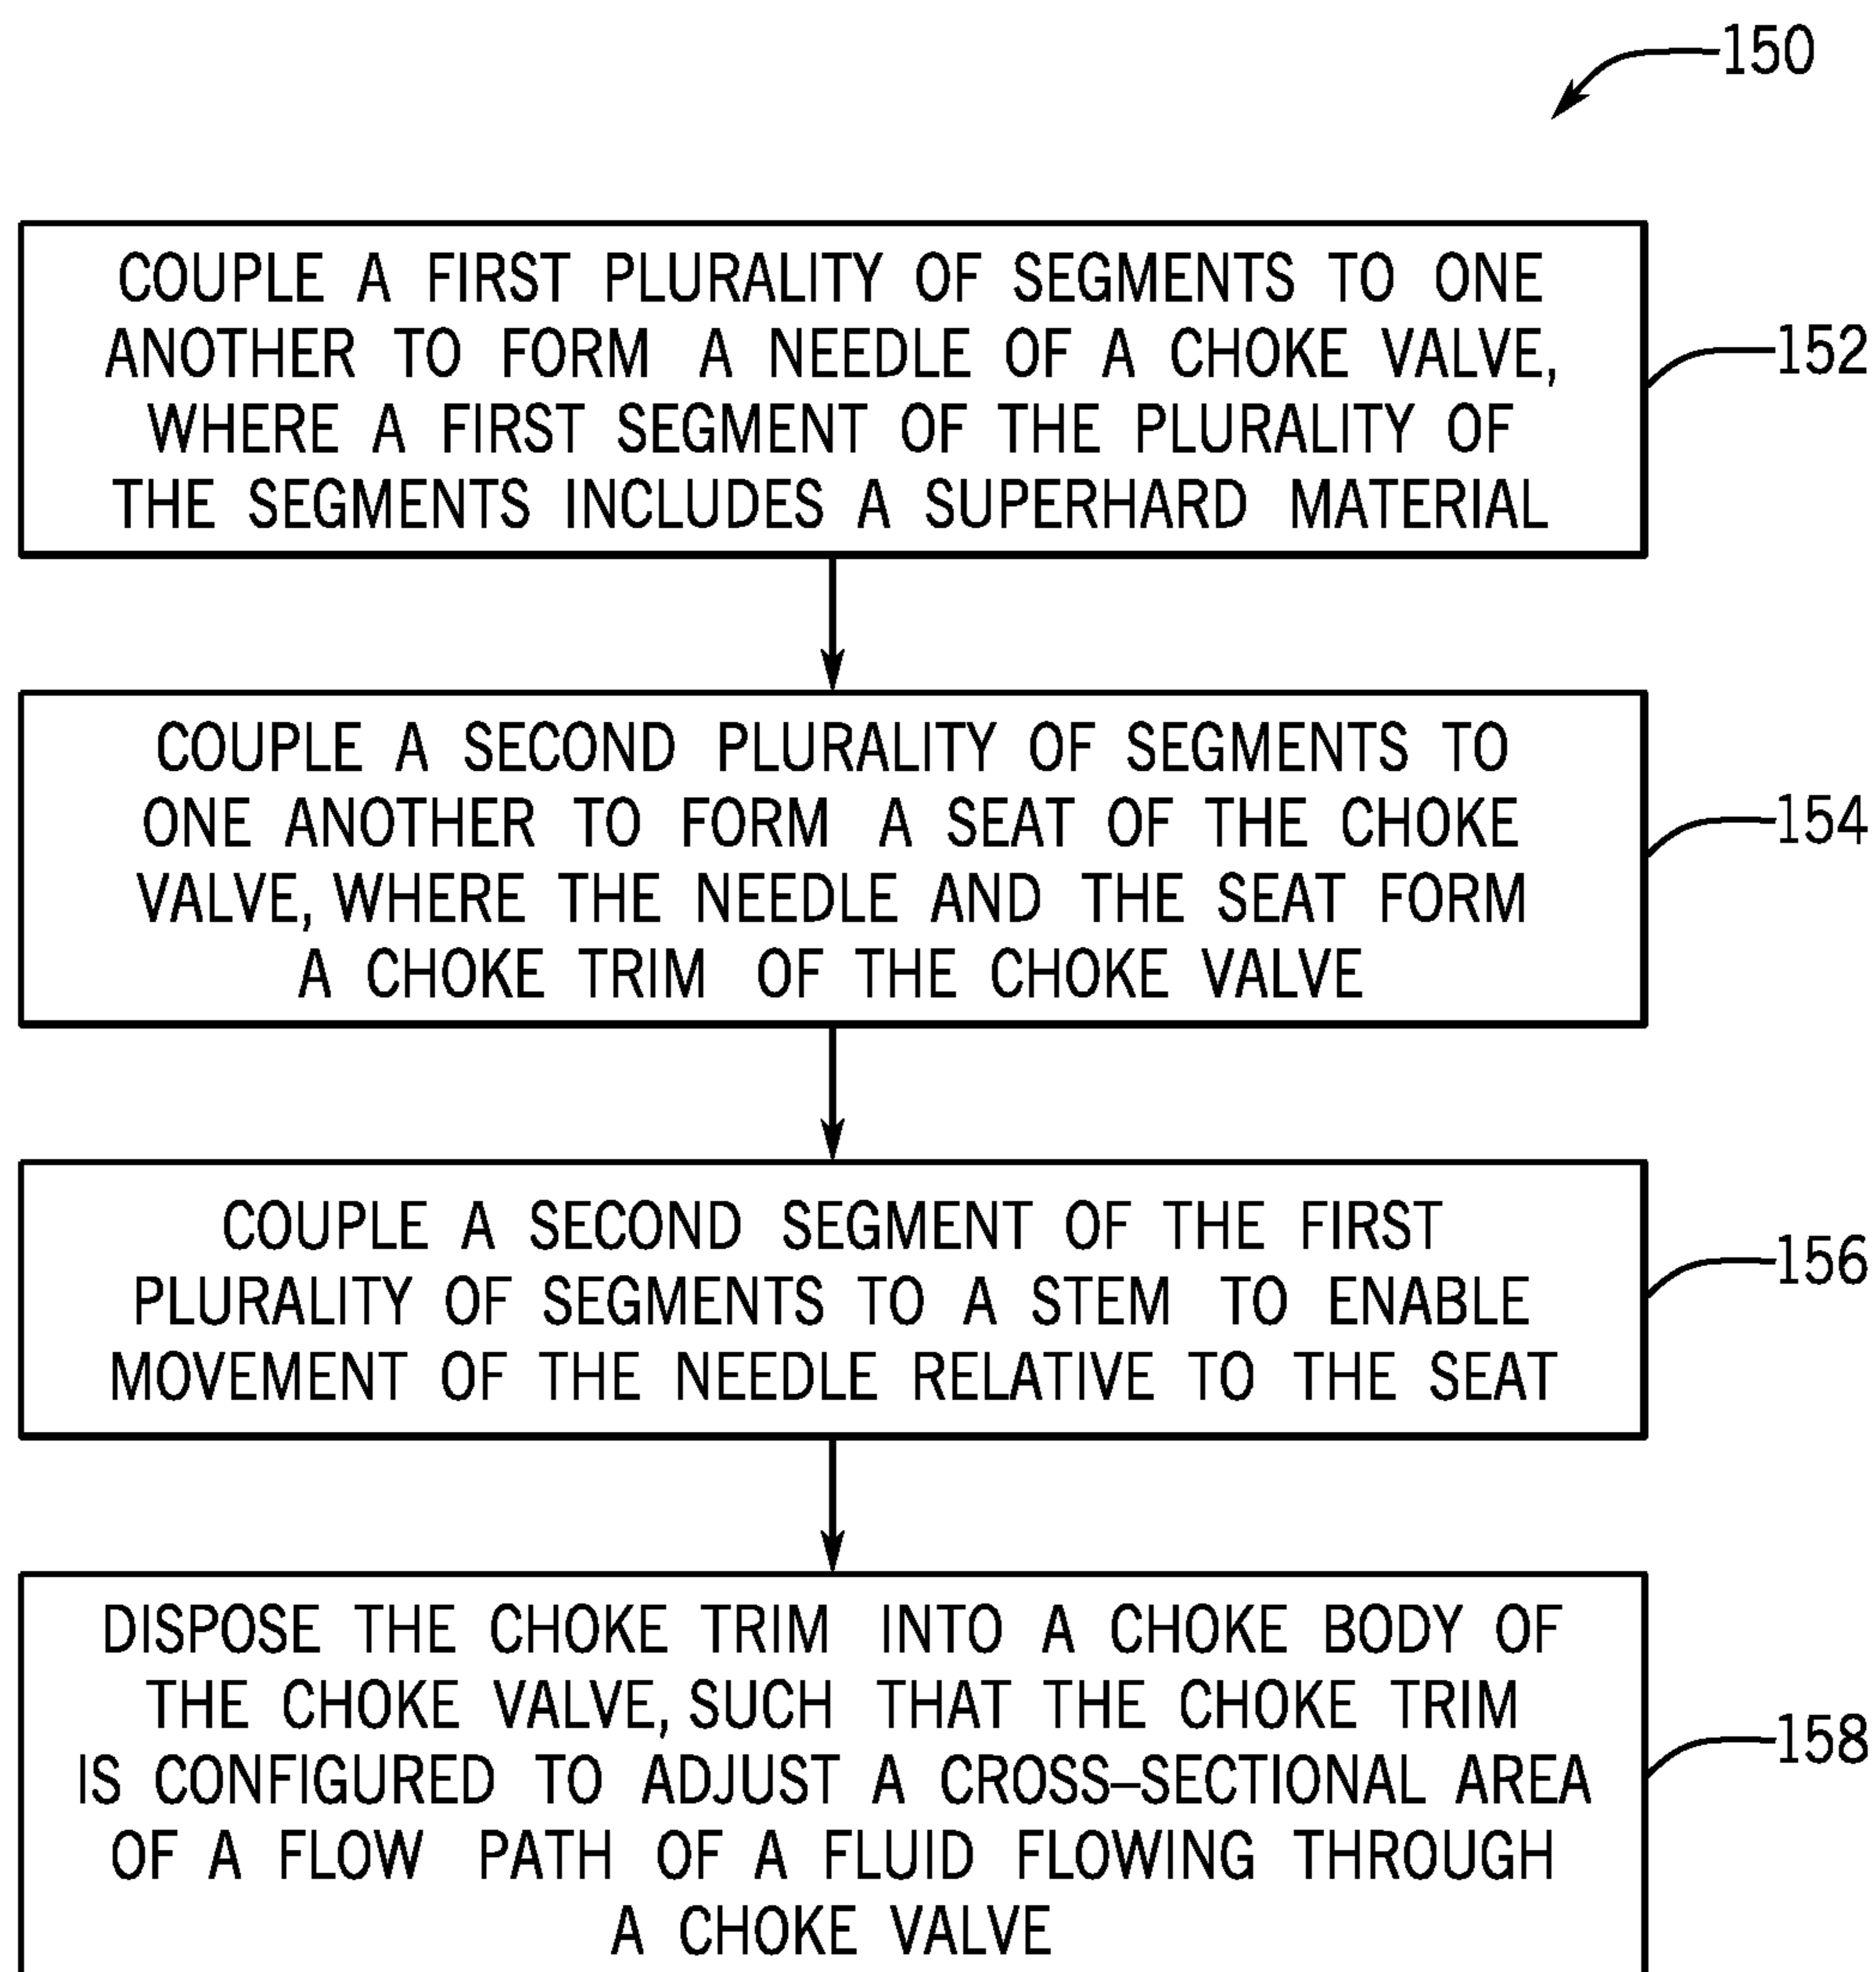 150
COUPLE A FIRST PLURALITY OF SEGMENTS TO ONE
ANOTHER TO FORM A NEEDLE OF A CHOKE VALVE,
WHERE A FIRST SEGMENT OF THE PLURALITY OF
THE SEGMENTS INCLUDES A SUPERHARD MATERIAL
152
COUPLE A SECOND PLURALITY OF SEGMENTS TO
ONE ANOTHER TO FORM A SEAT OF THE CHOKE
VALVE, WHERE THE NEEDLE AND THE SEAT FORM
A CHOKE TRIM OF THE CHOKE VALVE
154
COUPLE A SECOND SEGMENT OF THE FIRST
PLURALITY OF SEGMENTS TO A STEM TO ENABLE
MOVEMENT OF THE NEEDLE RELATIVE TO THE SEAT
156
DISPOSE THE CHOKE TRIM INTO A CHOKE BODY OF
THE CHOKE VALVE, SUCH THAT THE CHOKE TRIM
IS CONFIGURED TO ADJUST A CROSS–SECTIONAL AREA
OF A FLOW PATH OF A FLUID FLOWING THROUGH
A CHOKE VALVE
158